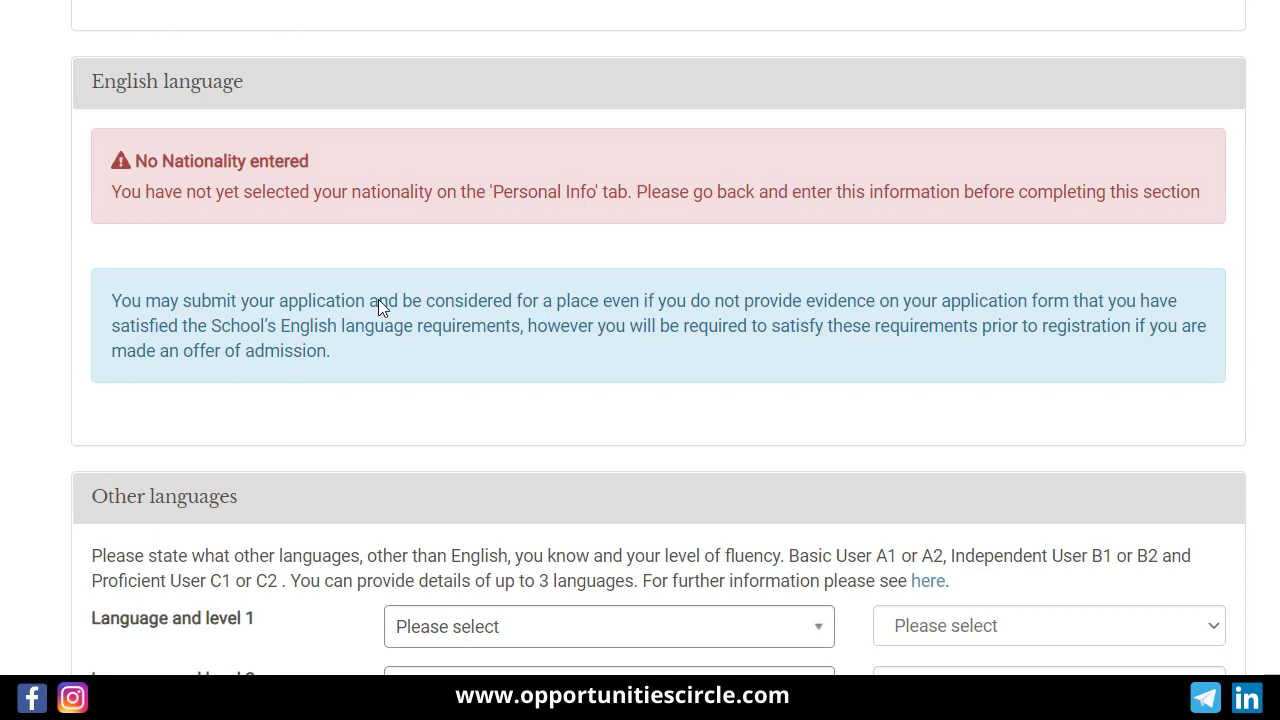 English language
No Nationality entered
You have not yet selected your nationality on the 'Personal Info' tab. Please go back and enter this information before completing this section
You may submit your application and be considered for a place even if you do not provide evidence on your application form that you have
satisfied the School's English language requirements, however you will be required to satisfy these requirements prior to registration if you are
made an offer of admission.
Other languages
Please state what other languages, other than English, you know and your level of fluency. Basic User A1 or A2, Independent User B1 or B2 and
Proficient User C1 or C2 . You can provide details of up to 3 languages. For further information please see here.
Language and level 1 Please select Please select
www.opportunitiescircle.com